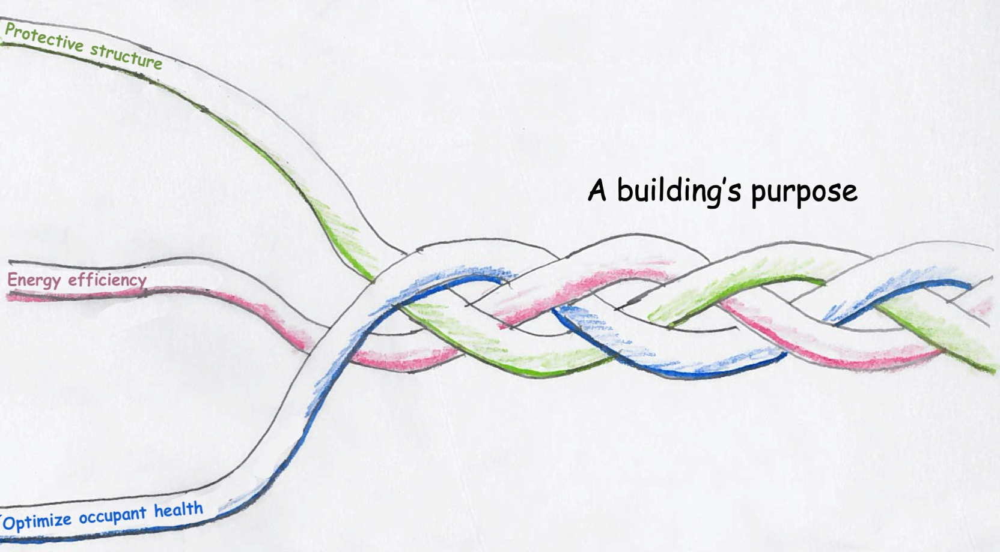 Protective structure
A building's purpose
Energy efficiency
Optimize occupant health